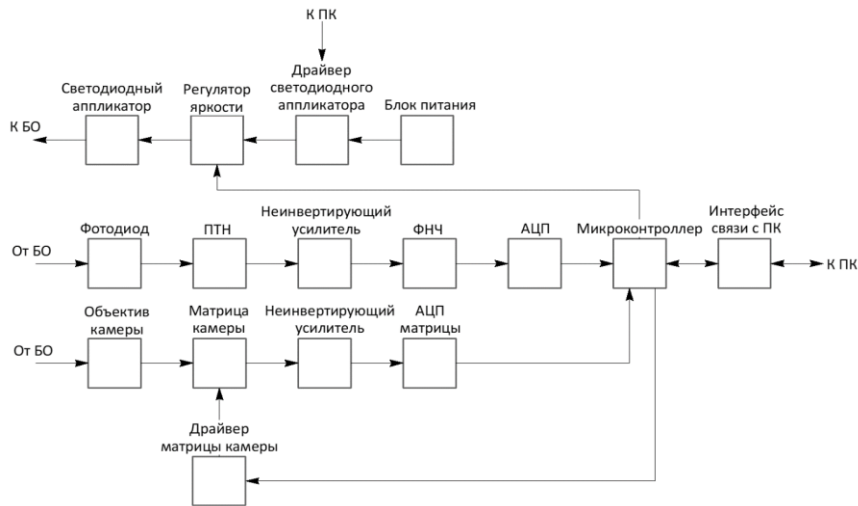 К ПК
Светодиодный
аппликатор
Регулятор
яркости
Драйвер
светодиодного
аппликатора
Блок питания
К БО
Фотодиод
ПТН
Неинвертирующий
усилитель
ФНЧ
АЦП
Микроконтроллер
Интерфейс
связи с ПК
От БО
К ПК
Объектив
камеры
Матрица
камеры
Неинвертирующий
усилитель
АЦП
матрицы
От БО
Драйвер
матрицы камеры